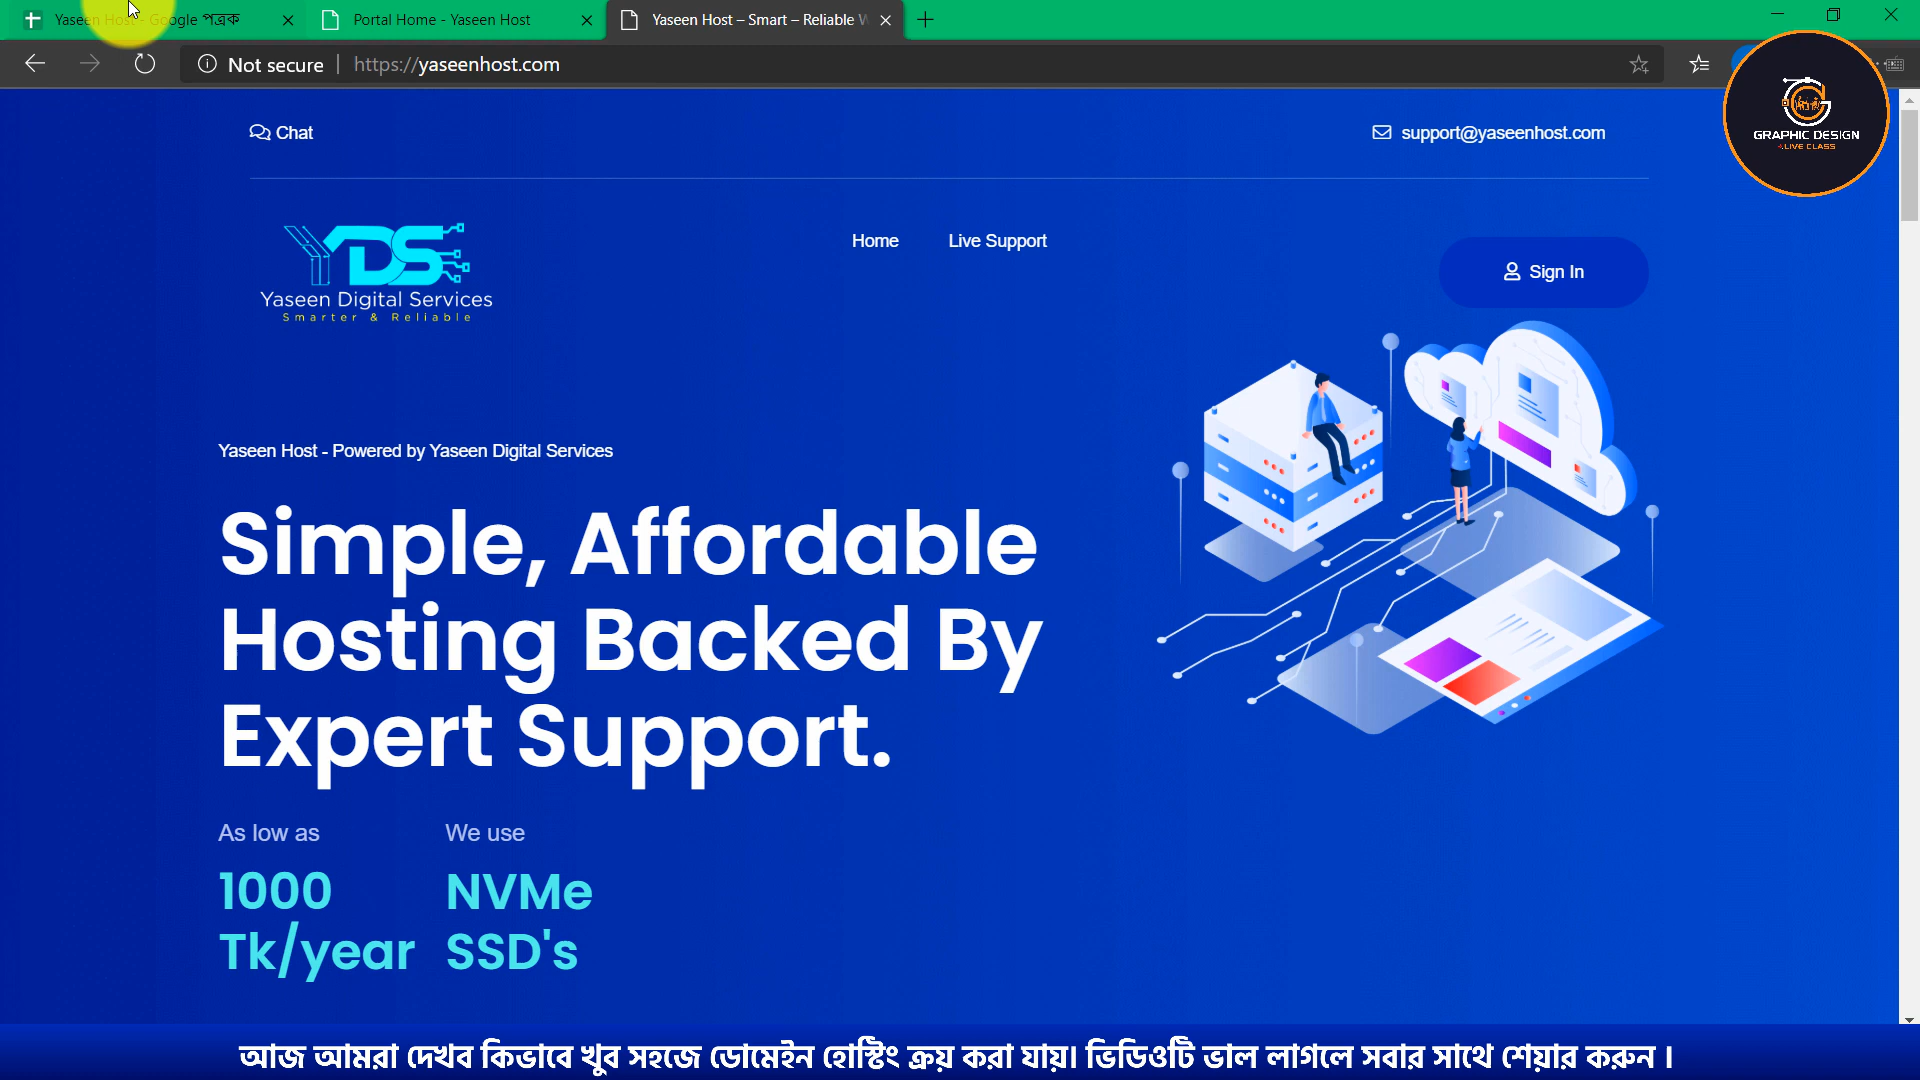 Yaseen Host - Google পত্রক
Portal Home - Yaseen Host
Yaseen Host – Smart – Reliable W
Not secure
https://yaseenhost.com
Chat
support@yaseenhost.com
GRAPHIC DESIGN
LIVE CLASS
YDS
Yaseen Digital Services
Smarter & Reliable
Home
Live Support
Sign In
Yaseen Host - Powered by Yaseen Digital Services
Simple, Affordable
Hosting Backed By
Expert Support.
As low as
We use
1000
NVMe
Tk/year
SSD's
আজ আমরা দেখব কিভাবে খুব সহজে ডোমেইন হোস্টিং ক্রয় করা যায়। ভিডিওটি ভাল লাগলে সবার সাথে শেয়ার করুন ।